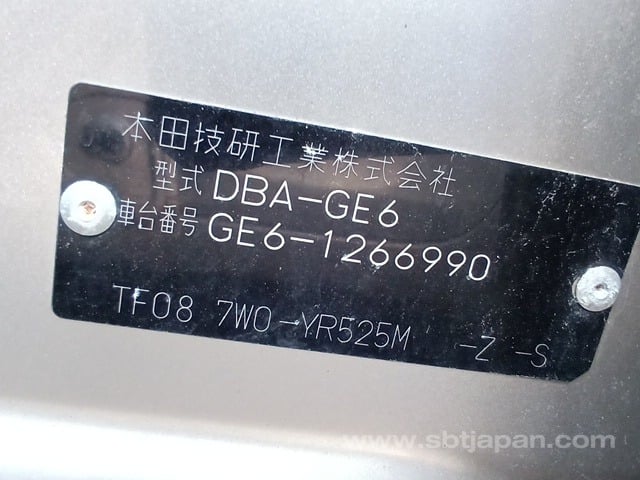 本田技研工業株式会社
型式 DBA-GE6
車台番号 GE6-1266990
TF08 7W0-YR525M -Z -S
www.sbtjapan.com